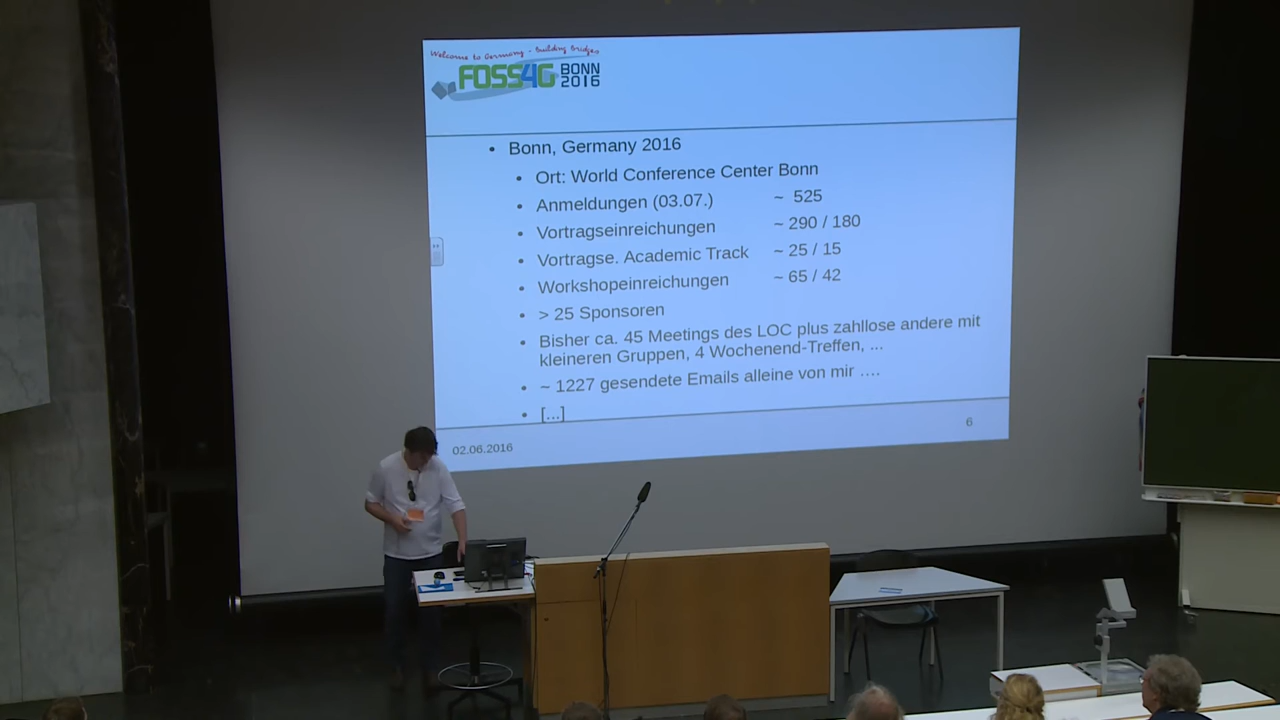 Welcome to Germany - Building Bridges
FOSS4G BONN 2016
Bonn, Germany 2016
Ort: World Conference Center Bonn
Anmeldungen (03.07.) ~ 525
Vortragseinreichungen ~ 290 / 180
Vortragse. Academic Track ~ 25 / 15
Workshopeinreichungen ~ 65 / 42
> 25 Sponsoren
Bisher ca. 45 Meetings des LOC plus zahllose andere mit
kleineren Gruppen, 4 Wochenend-Treffen, ...
~ 1227 gesendete Emails alleine von mir ....
[...]
02.06.2016
6